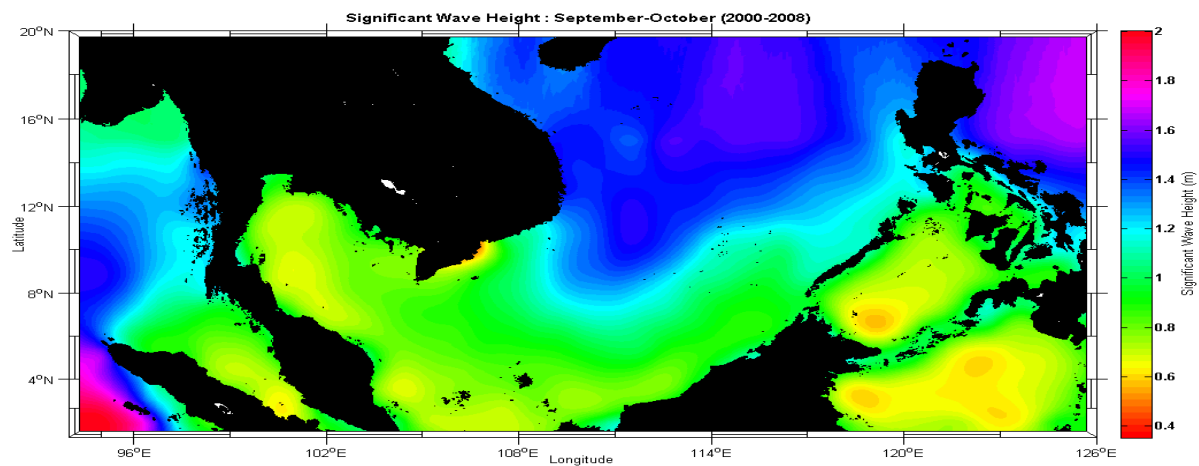 Significant Wave Height : September-October (2000-2008)
20°N
16°N
12°N
8°N
4°N
Latitude
96°E
102°E
108°E
114°E
120°E
126°E
Longitude
2
1.8
1.6
1.4
1.2
1
0.8
0.6
0.4
Significant Wave Height (m)